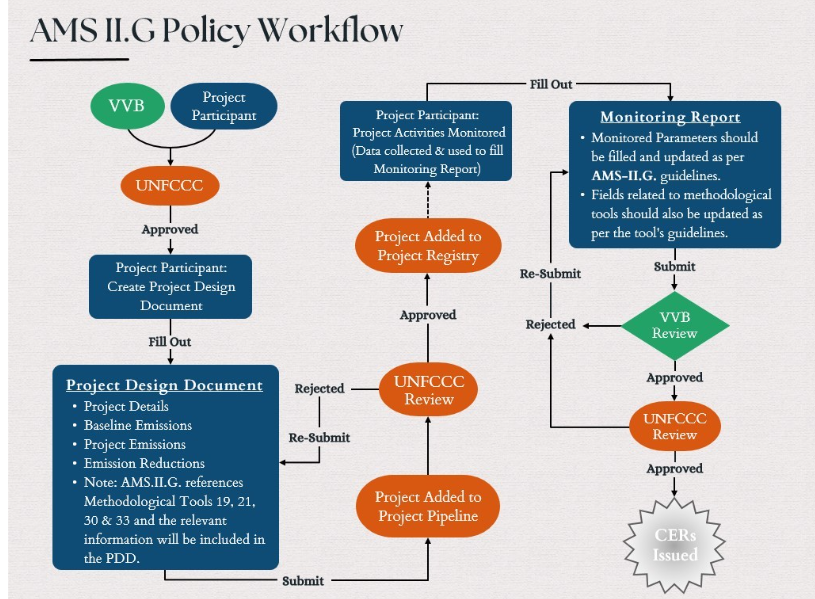 AMS II.G Policy Workflow
VVB
Project
Participant
UNFCCC
Approved
Project Participant:
Create Project Design
Document
Fill Out
Project Design Document
• Project Details
• Baseline Emissions
• Project Emissions
• Emission Reductions
• Note: AMS.II.G. references
Methodological Tools 19, 21,
30 & 33 and the relevant
information will be included in
the PDD.
Submit
Project Added to
Project Pipeline
UNFCCC
Review
Rejected
Re-Submit
Approved
Project Added to
Project Registry
Project Participant:
Project Activities Monitored
(Data collected & used to fill
Monitoring Report)
Fill Out
Monitoring Report
• Monitored Parameters should
be filled and updated as per
AMS-II.G. guidelines.
• Fields related to methodological
tools should also be updated as
per the tool's guidelines.
Submit
VVB
Review
Rejected
Re-Submit
Approved
UNFCCC
Review
Approved
CERs
Issued